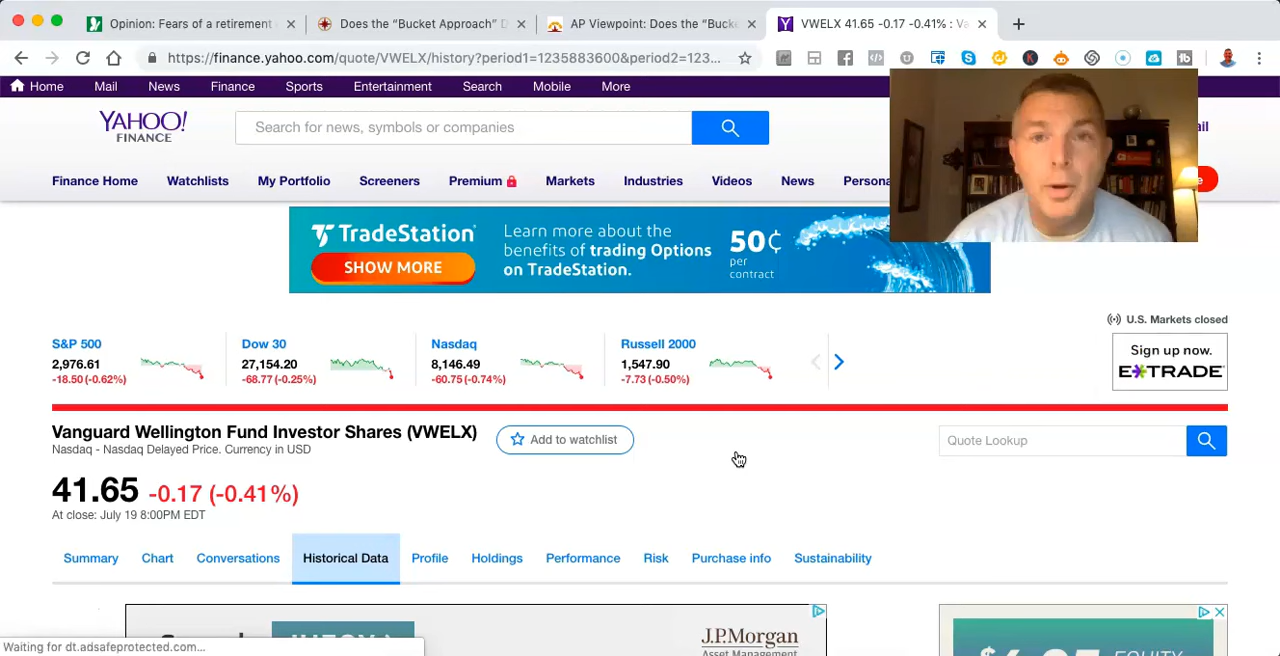 Opinion: Fears of a retirement
Does the “Bucket Approach” D
AP Viewpoint: Does the “Buck
VWELX 41.65 -0.17 -0.41% : Va
https://finance.yahoo.com/quote/VWELX/history?period1=1235883600&period2=123...
Home Mail News Finance Sports Entertainment Search Mobile More
YAHOO!
FINANCE
Search for news, symbols or companies
ail
Finance Home Watchlists My Portfolio Screeners Premium Markets Industries Videos News Persona
TradeStation
SHOW MORE
Learn more about the
benefits of trading Options
on TradeStation.
50¢
per
contract
U.S. Markets closed
S&P 500
2,976.61
-18.50 (-0.62%)
Dow 30
27,154.20
-68.77 (-0.25%)
Nasdaq
8,146.49
-60.75 (-0.74%)
Russell 2000
1,547.90
-7.73 (-0.50%)
Sign up now.
E*TRADE
Vanguard Wellington Fund Investor Shares (VWELX)
Add to watchlist
Quote Lookup
Nasdaq - Nasdaq Delayed Price. Currency in USD
41.65 -0.17 (-0.41%)
At close: July 19 8:00PM EDT
Summary Chart Conversations Historical Data Profile Holdings Performance Risk Purchase info Sustainability
J.P.Morgan
Asset Management
EQUITY
Waiting for dt.adsafeprotected.com...